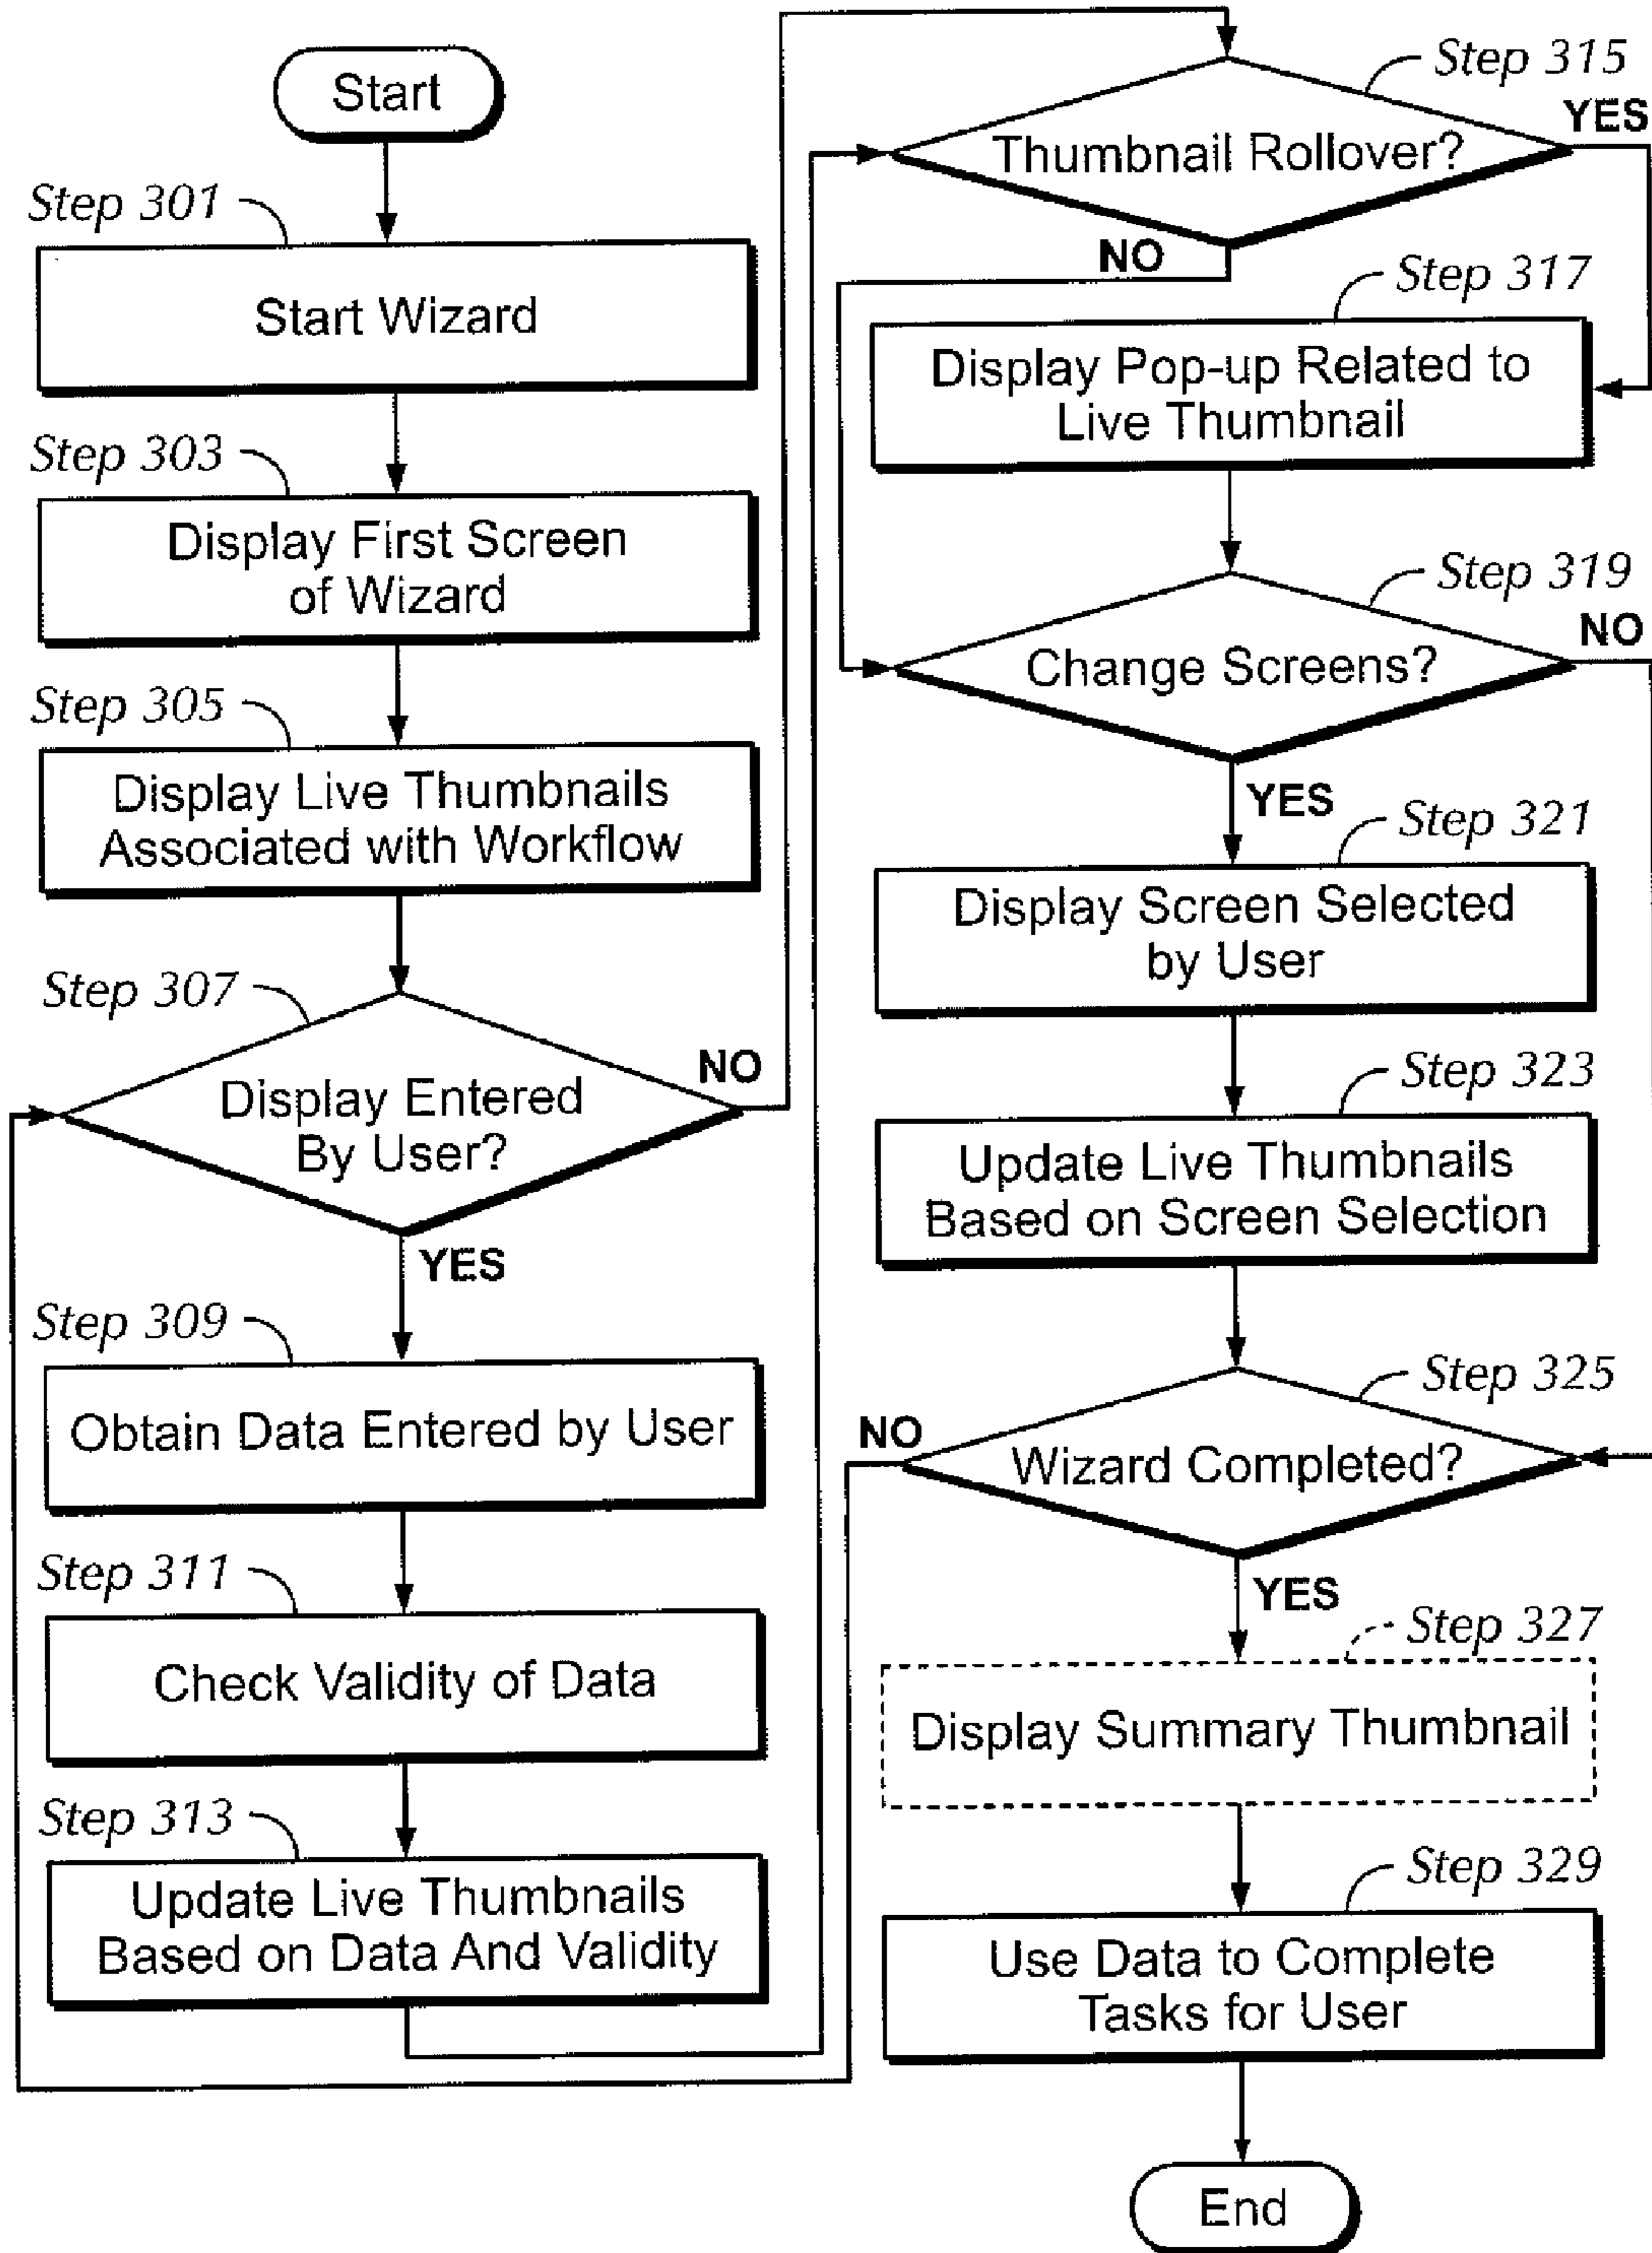 Start
Step 301
Start Wizard
Step 303
Display First Screen
of Wizard
Step 305
Display Live Thumbnails
Associated with Workflow
Step 307
NO
Display Entered
By User?
YES
Step 309
Obtain Data Entered by User
Step 311
Check Validity of Data
Step 313
Update Live Thumbnails
Based on Data And Validity
Step 315
YES
Thumbnail Rollover?
NO
Step 317
Display Pop-up Related to
Live Thumbnail
Step 319
NO
Change Screens?
YES
Step 321
Display Screen Selected
by User
Step 323
Update Live Thumbnails
Based on Screen Selection
Step 325
NO
Wizard Completed?
YES
Step 327
Display Summary Thumbnail
Step 329
Use Data to Complete
Tasks for User
End